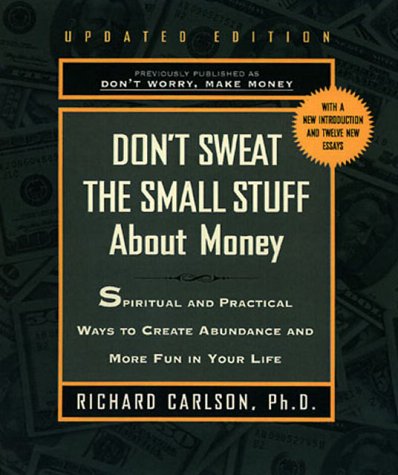 UPDATED EDITION
PREVIOUSLY PUBLISHED AS
DON'T WORRY, MAKE MONEY
WITH A
NEW INTRODUCTION
AND TWELVE NEW
ESSAYS
DON'T SWEAT
THE SMALL STUFF
About Money
SPIRITUAL AND PRACTICAL
WAYS TO CREATE ABUNDANCE AND
MORE FUN IN YOUR LIFE
RICHARD CARLSON, Ph.D.